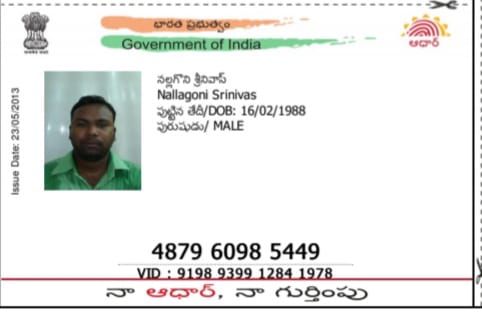 భారత ప్రభుత్వం
Government of India
ఆధార్
Issue Date: 23/05/2013
నల్లగొని శ్రీనివాస్
Nallagoni Srinivas
పుట్టిన తేదీ/DOB: 16/02/1988
పురుషుడు/ MALE
4879 6098 5449
VID : 9198 9399 1284 1978
నా ఆధార్, నా గుర్తింపు